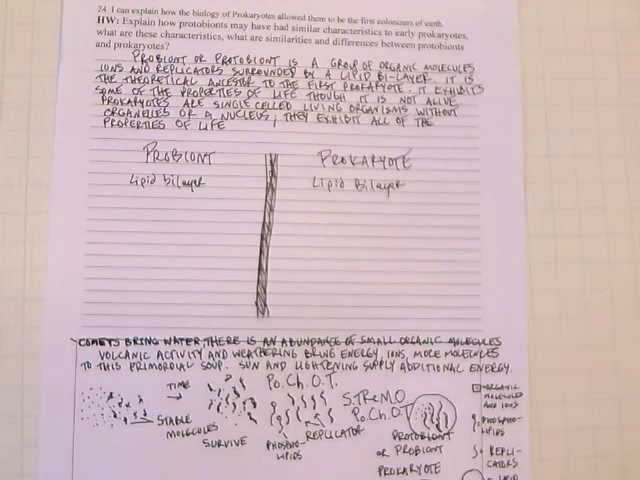 24. I can explain how the biology of Prokaryotes allowed them to be the first colonizers of earth.
HW: Explain how protobionts may have had similar characteristics to early prokaryotes,
what are these characteristics, what are similarities and differences between protobionts
and prokaryotes?
PROBIONT OR PROTOBIONT IS A GROUP OF ORGANIC MOLECULES
IONS AND REPLICATORS SURROUNDED BY A LIPID BI-LAYER. IT IS
THE THEORETICAL ANCESTOR TO THE FIRST PROKARYOTE. IT EXHIBITS
SOME OF THE PROPERTIES OF LIFE THOUGH IT IS NOT ALIVE.
PROKARYOTES ARE SINGLE CELLED LIVING ORGANISMS WITHOUT
ORGANELLES OR A NUCLEUS; THEY EXHIBIT ALL OF THE
PROPERTIES OF LIFE
PROBIONT
PROKARYOTE
Lipid bilayer
Lipid Bilayer
COMETS BRING WATER, THERE IS AN ABUNDANCE OF SMALL ORGANIC MOLECULES
VOLCANIC ACTIVITY AND WEATHERING BRING ENERGY, IONS, MORE MOLECULES
TO THIS PRIMORDIAL SOUP. SUN AND LIGHTENING SUPPLY ADDITIONAL ENERGY.
TIME
STABLE
MOLECULES
SURVIVE
Po.Ch.O.T.
PHOSPHO-
LIPIDS
REPLICATOR
S.TReMO
Po.Ch.O.T
PROTOBIONT
OR PROBIONT
PROKARYOTE
ORGANIC
MOLECULES
AND IONS
=PHOSPHO-
LIPIDS
=REPLI-
CATORS
=LIPID